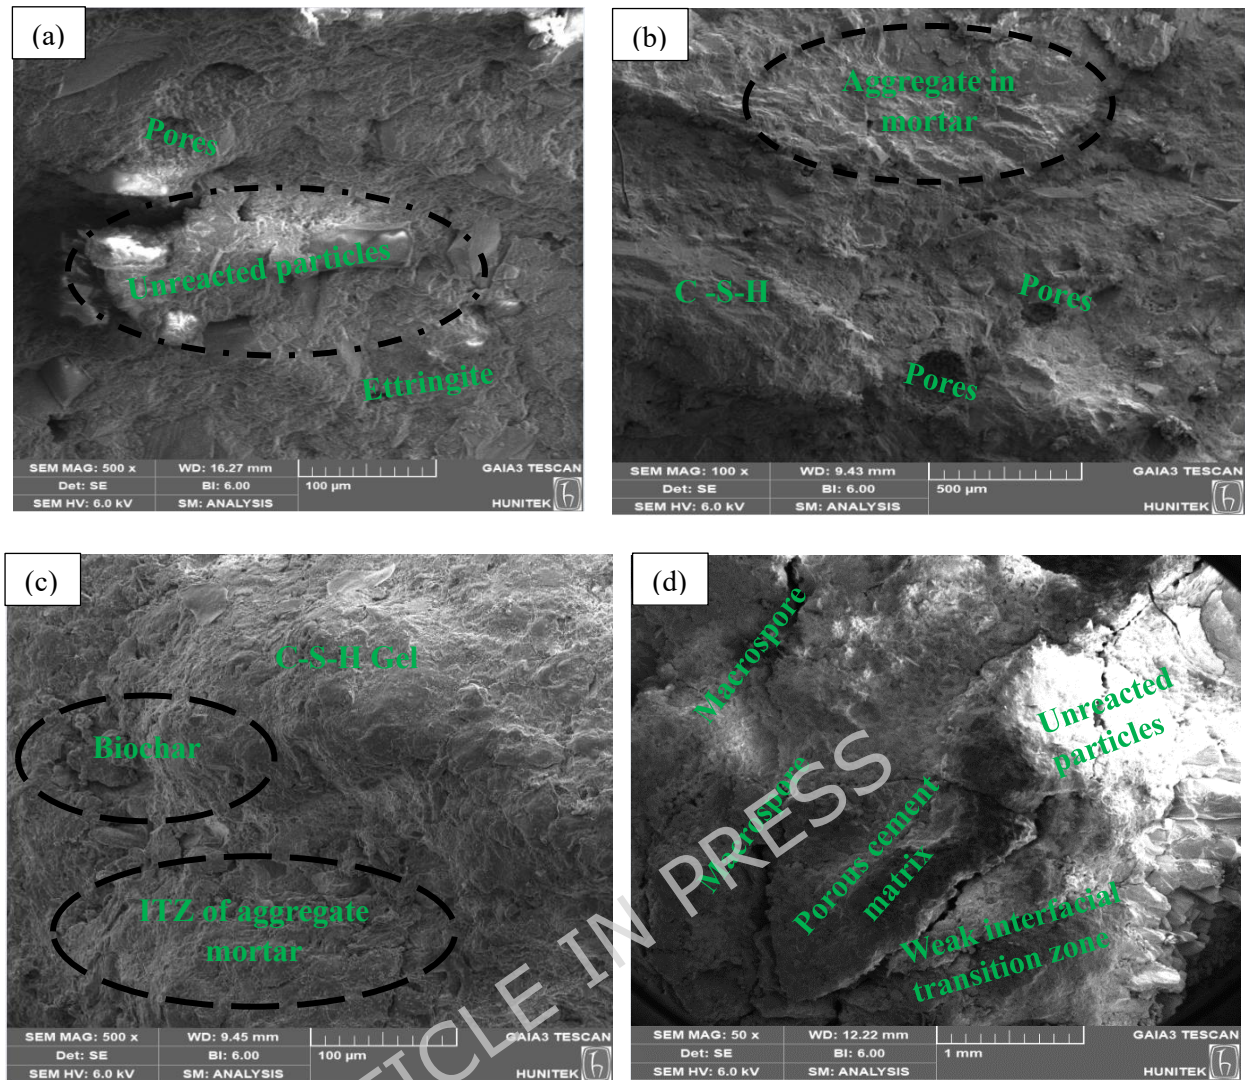 (a)
Pores
Unreacted particles
Ettringite
SEM MAG: 500 x
WD: 16.27 mm
GAIA3 TESCAN
Det: SE
BI: 6.00
100 µm
SEM HV: 6.0 kV
SM: ANALYSIS
HUNITEK
(b)
Aggregate in
mortar
C -S-H
Pores
Pores
SEM MAG: 100 x
WD: 9.43 mm
GAIA3 TESCAN
Det: SE
BI: 6.00
500 µm
SEM HV: 6.0 kV
SM: ANALYSIS
HUNITEK
(c)
C-S-H Gel
Biochar
ITZ of aggregate
mortar
SEM MAG: 500 x
WD: 9.45 mm
GAIA3 TESCAN
Det: SE
BI: 6.00
100 µm
SEM HV: 6.0 kV
SM: ANALYSIS
HUNITEK
(d)
Macrospore
Unreacted
particles
Macrospore
Porous cement
matrix
Weak interfacial
transition zone
SEM MAG: 50 x
WD: 12.22 mm
GAIA3 TESCAN
Det: SE
BI: 6.00
1 mm
SEM HV: 6.0 kV
SM: ANALYSIS
HUNITEK
TICLE IN PRESS